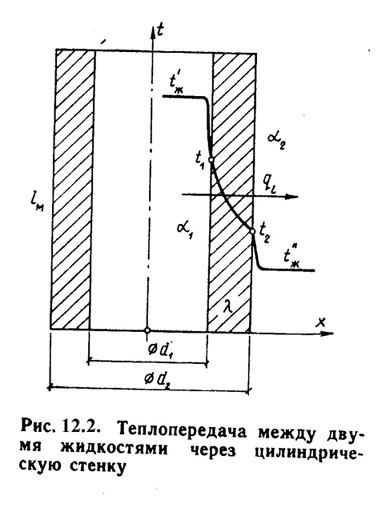 t
t'ж
t₁
α₂
lм
qₗ
α₁
t₂
t"ж
λ
x
ød₁
ød₂
Рис. 12.2. Теплопередача между дву-
мя жидкостями через цилиндриче-
скую стенку